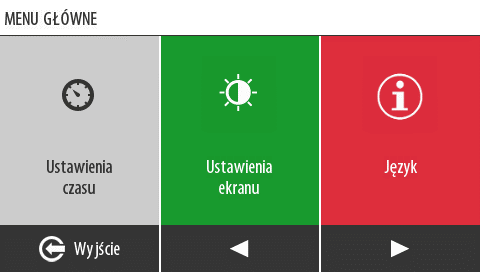 MENU GŁÓWNE
Ustawienia
czasu
Ustawienia
ekranu
Język
Wyjście